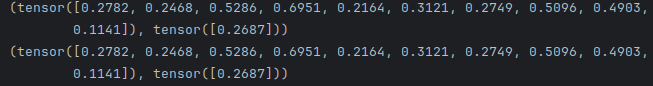 (tensor([0.2782, 0.2468, 0.5286, 0.6951, 0.2164, 0.3121, 0.2749, 0.5096, 0.4903,
        0.1141]), tensor([0.2687]))
(tensor([0.2782, 0.2468, 0.5286, 0.6951, 0.2164, 0.3121, 0.2749, 0.5096, 0.4903,
        0.1141]), tensor([0.2687]))